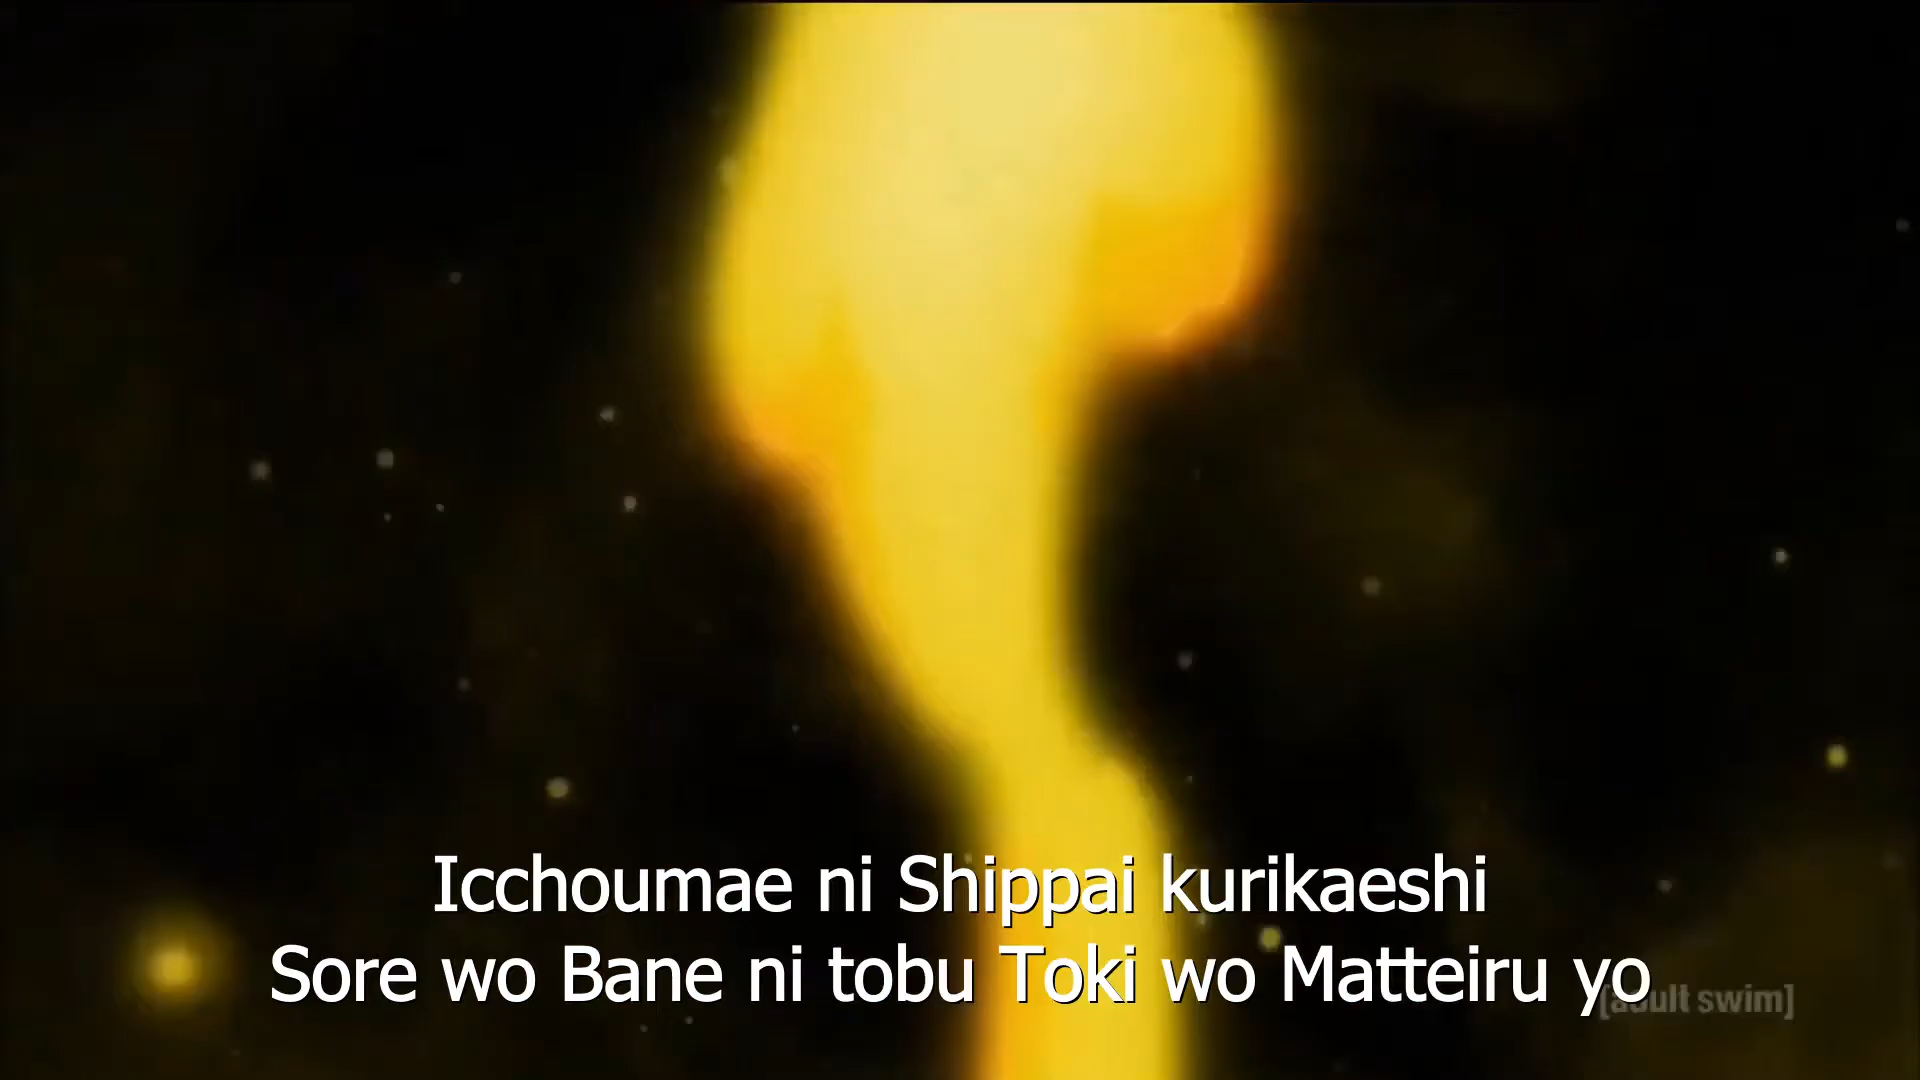 Icchoumae ni Shippai kurikaeshi
Sore wo Bane ni tobu Toki wo Matteiru yo
[adult swim]